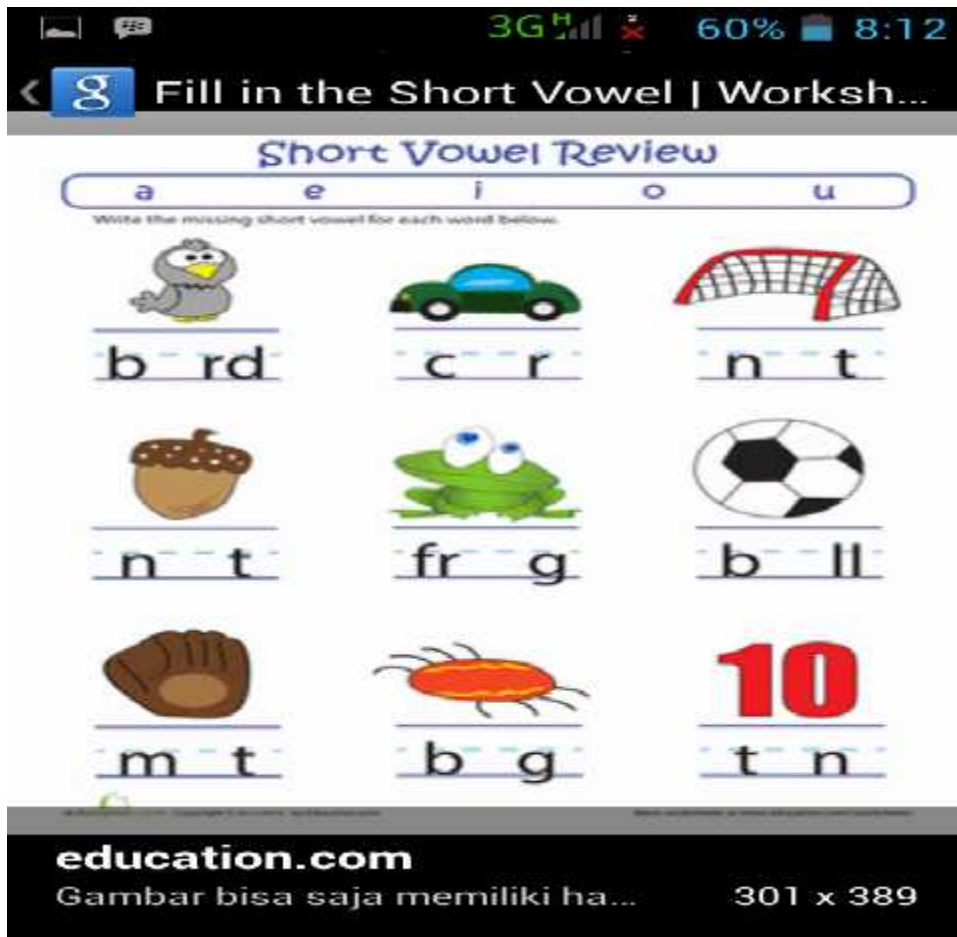 3G H 60% 8:12
g Fill in the Short Vowel | Worksh...
Short Vowel Review
a e i o u
Write the missing short vowel for each word below.
b rd c r n t
n t fr g b ll
10
m t b g t n
education.com
Gambar bisa saja memiliki ha... 301 x 389